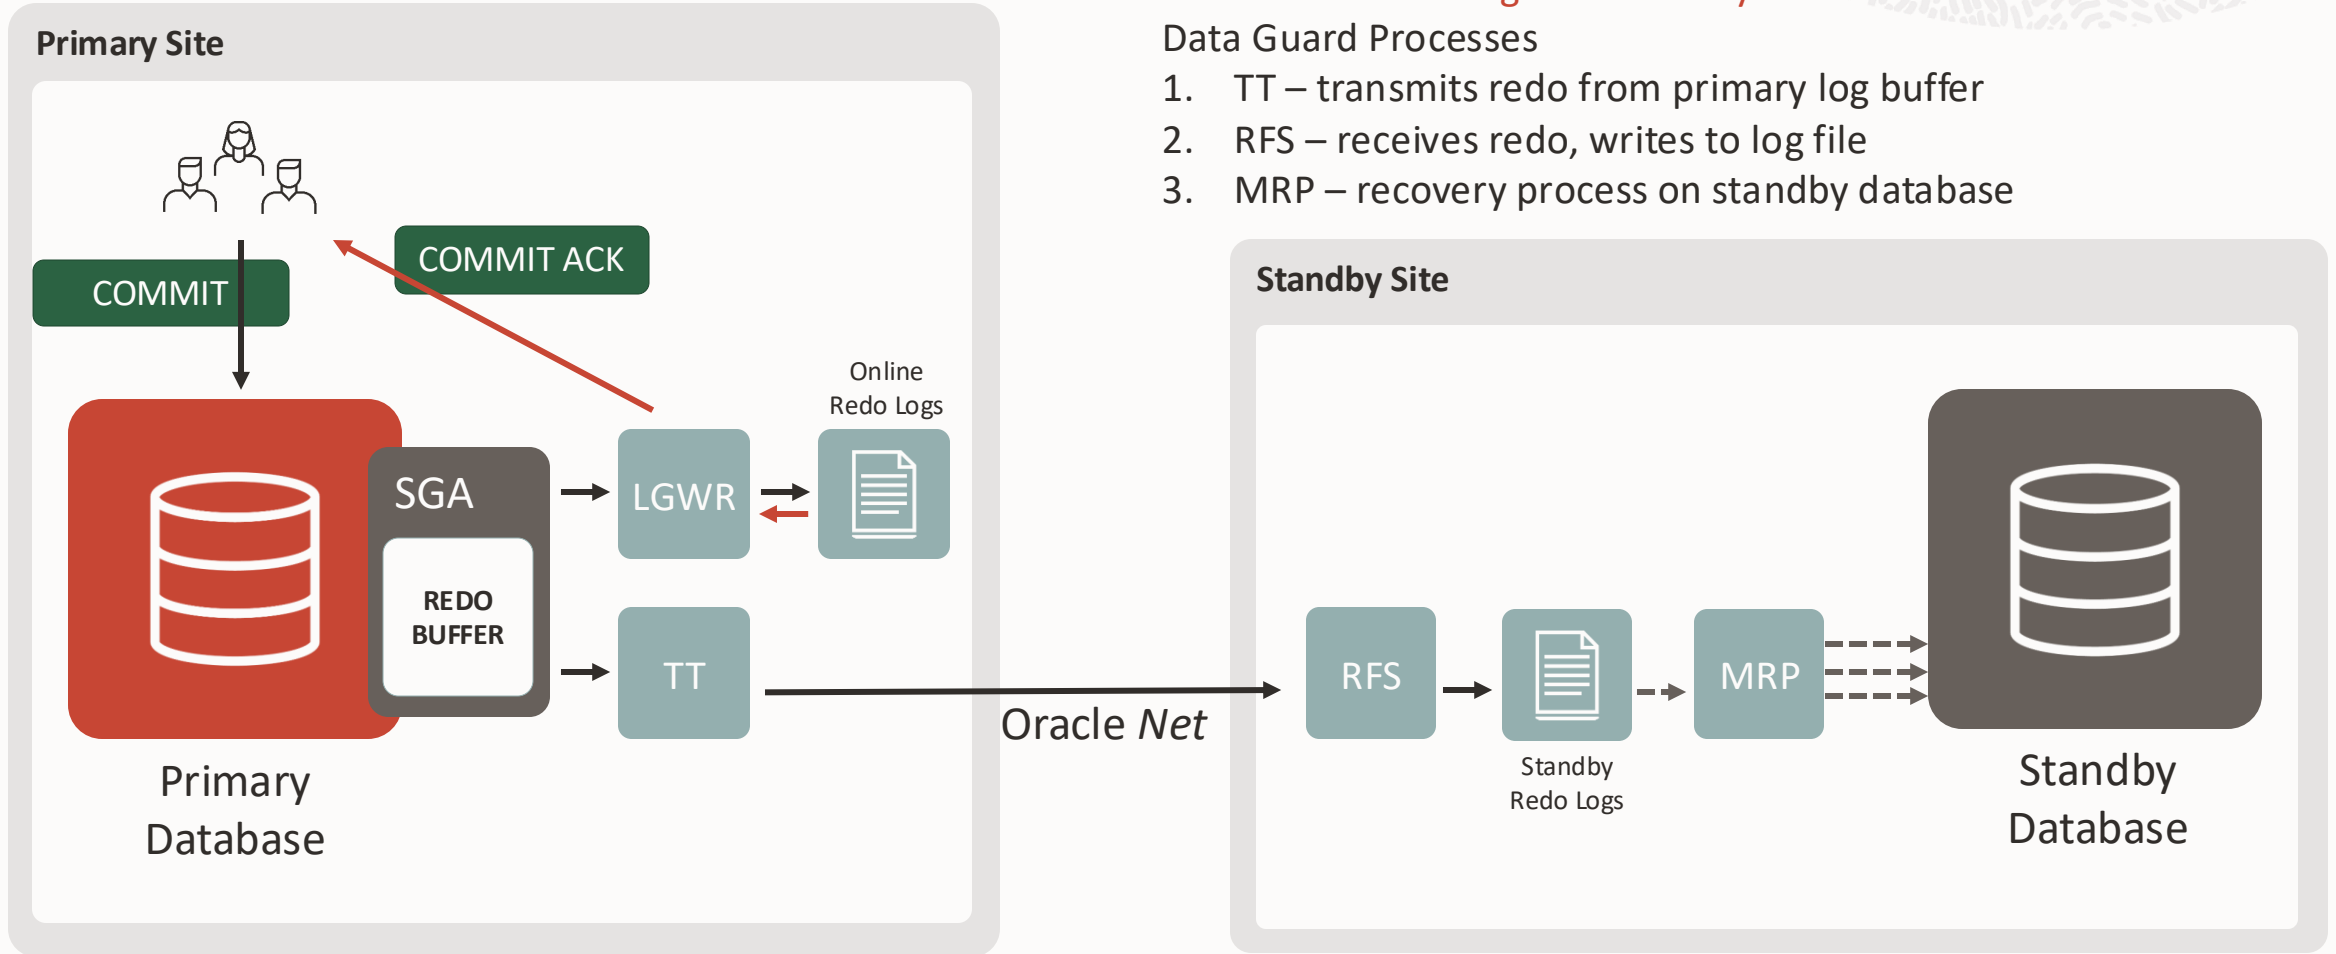 Primary Site
Data Guard Processes
1. TT – transmits redo from primary log buffer
2. RFS – receives redo, writes to log file
3. MRP – recovery process on standby database
COMMIT ACK
COMMIT
Standby Site
Online
Redo Logs
SGA
LGWR
REDO
BUFFER
TT
RFS
MRP
Oracle Net
Primary
Database
Standby
Redo Logs
Standby
Database